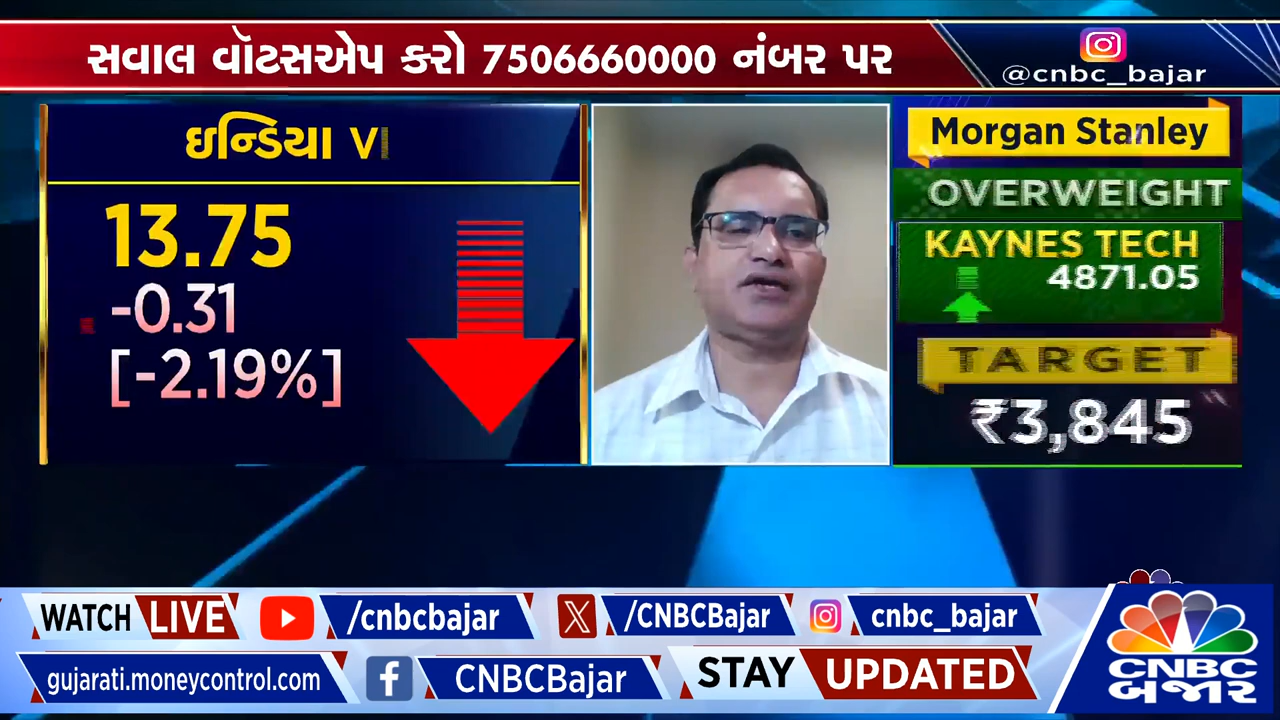 સવાલ વૉટસએપ કરો 7506660000 નંબર પર
@cnbc_bajar
ઇન્ડિયા VI
13.75
-0.31
[-2.19%]
Morgan Stanley
OVERWEIGHT
KAYNES TECH
4871.05
TARGET
₹3,845
WATCH LIVE /cnbcbajar /CNBCBajar cnbc_bajar
gujarati.moneycontrol.com CNBCBajar STAY UPDATED
CNBC
બજાર